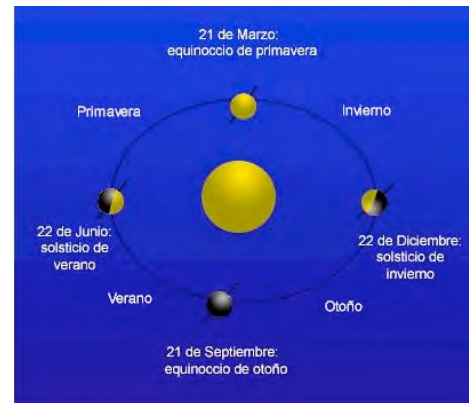 21 de Marzo:
equinoccio de primavera
Primavera
Invierno
22 de Junio:
solsticio de
verano
22 de Diciembre:
solsticio de
invierno
Verano
Otoño
21 de Septiembre:
equinoccio de otoño